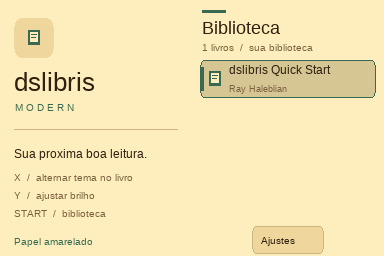 dslibris
MODERN
Sua proxima boa leitura.
X / alternar tema no livro
Y / ajustar brilho
START / biblioteca
Papel amarelado
Biblioteca
1 livros / sua biblioteca
dslibris Quick Start
Ray Haleblian
Ajustes